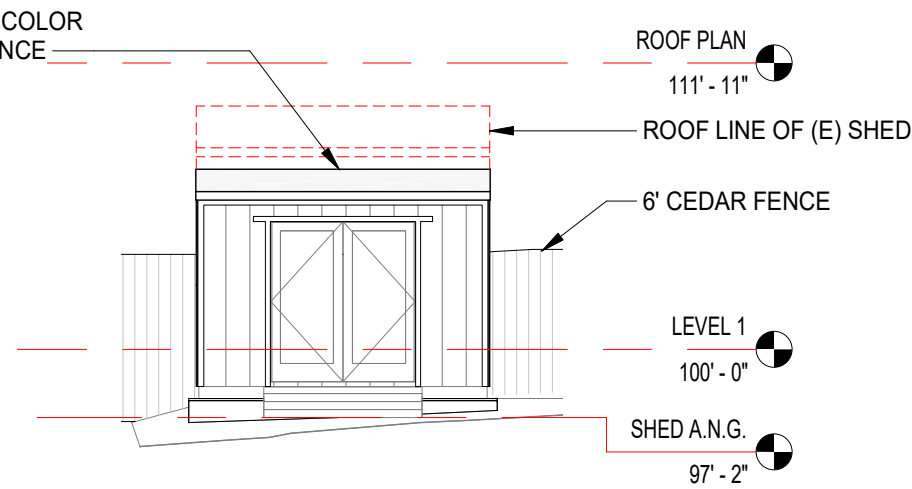 COLOR
ROOF PLAN
111' - 11"
ROOF LINE OF (E) SHED
6' CEDAR FENCE
LEVEL 1
100' - 0"
SHED A.N.G.
97' - 2"